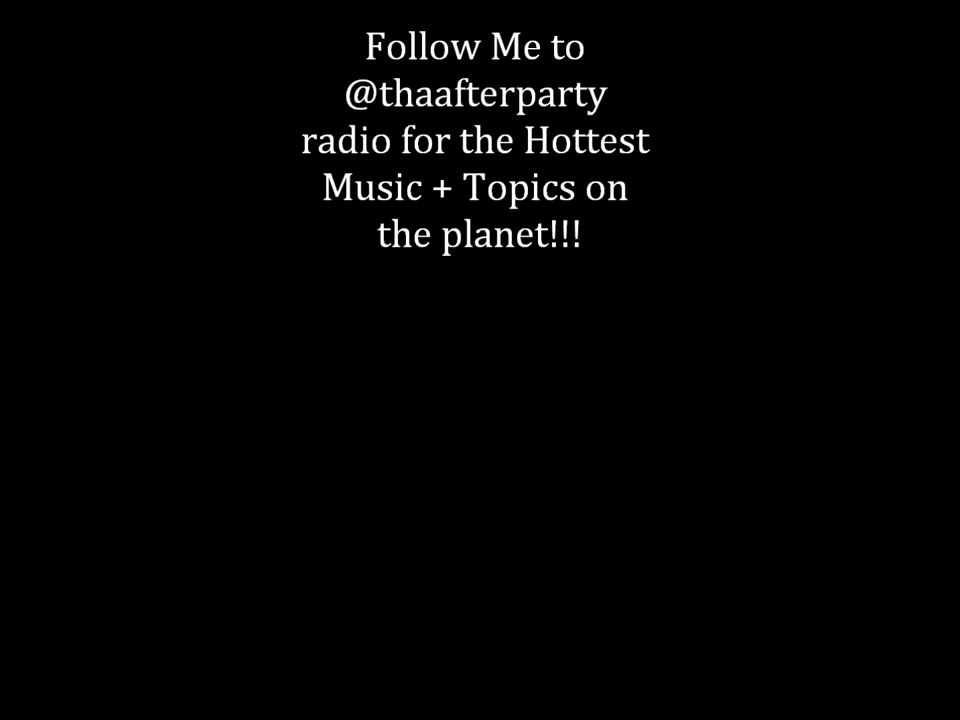 Follow Me to
@thaafterparty
radio for the Hottest
Music + Topics on
the planet!!!